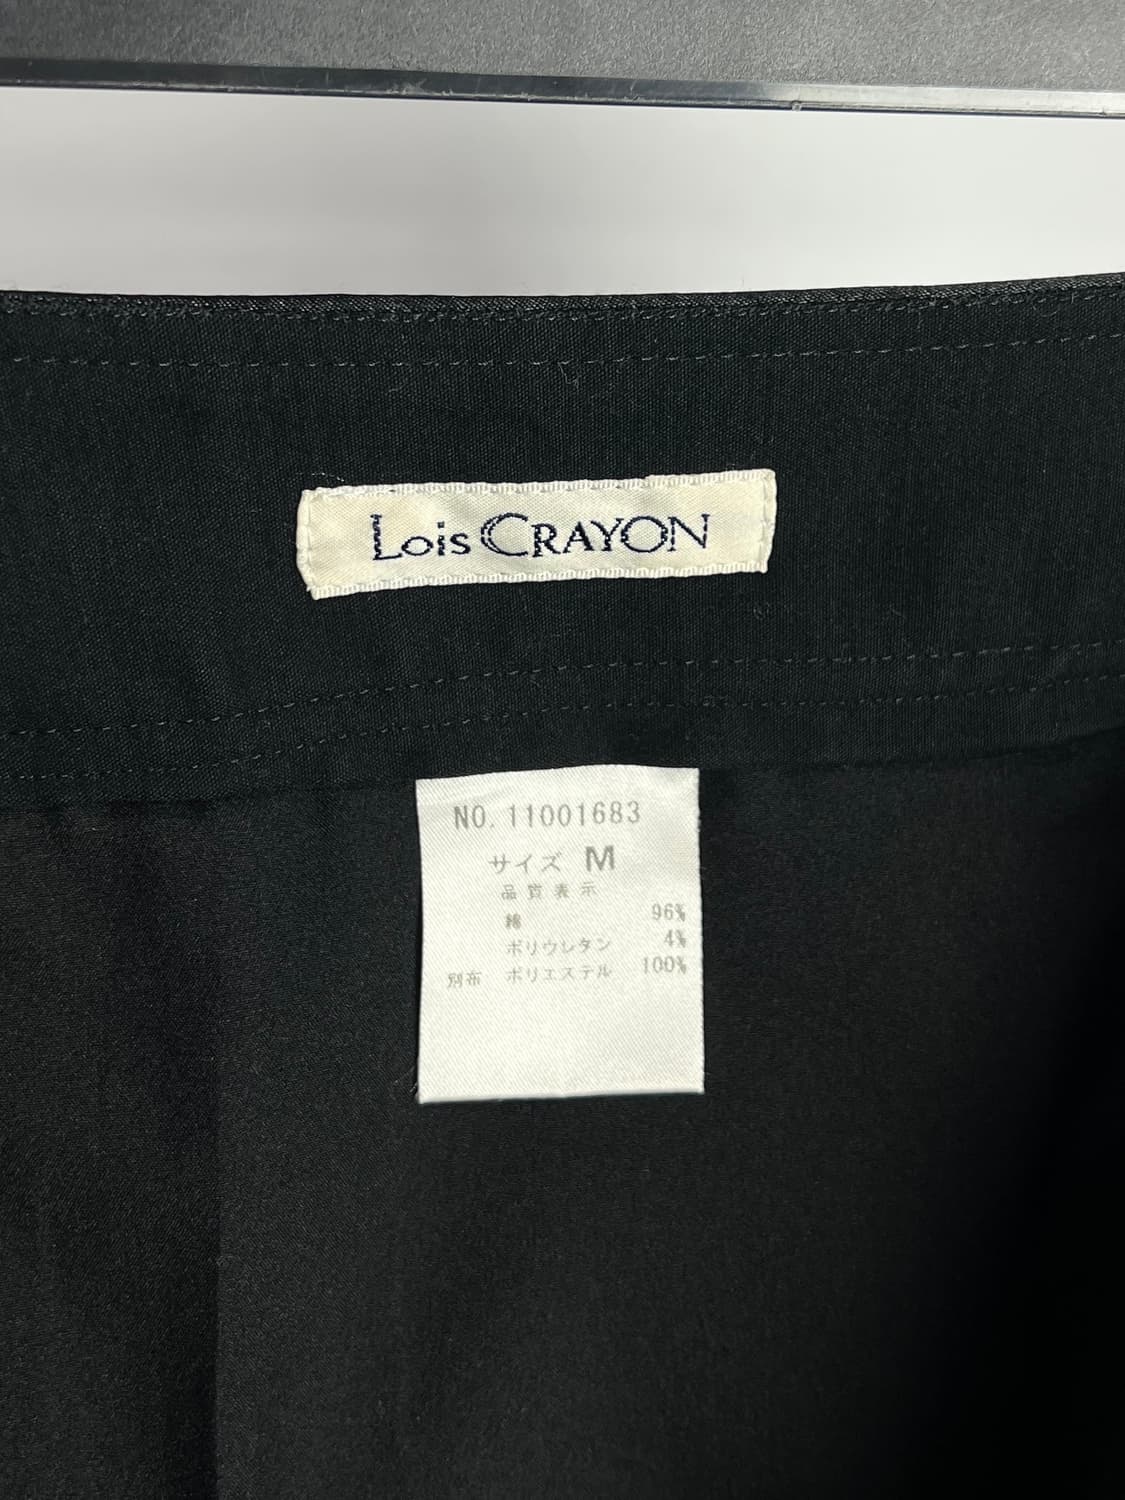 Lois CRAYON
NO. 11001683
サイズ M
品質表示
綿 96%
ポリウレタン 4%
別布 ポリエステル 100%